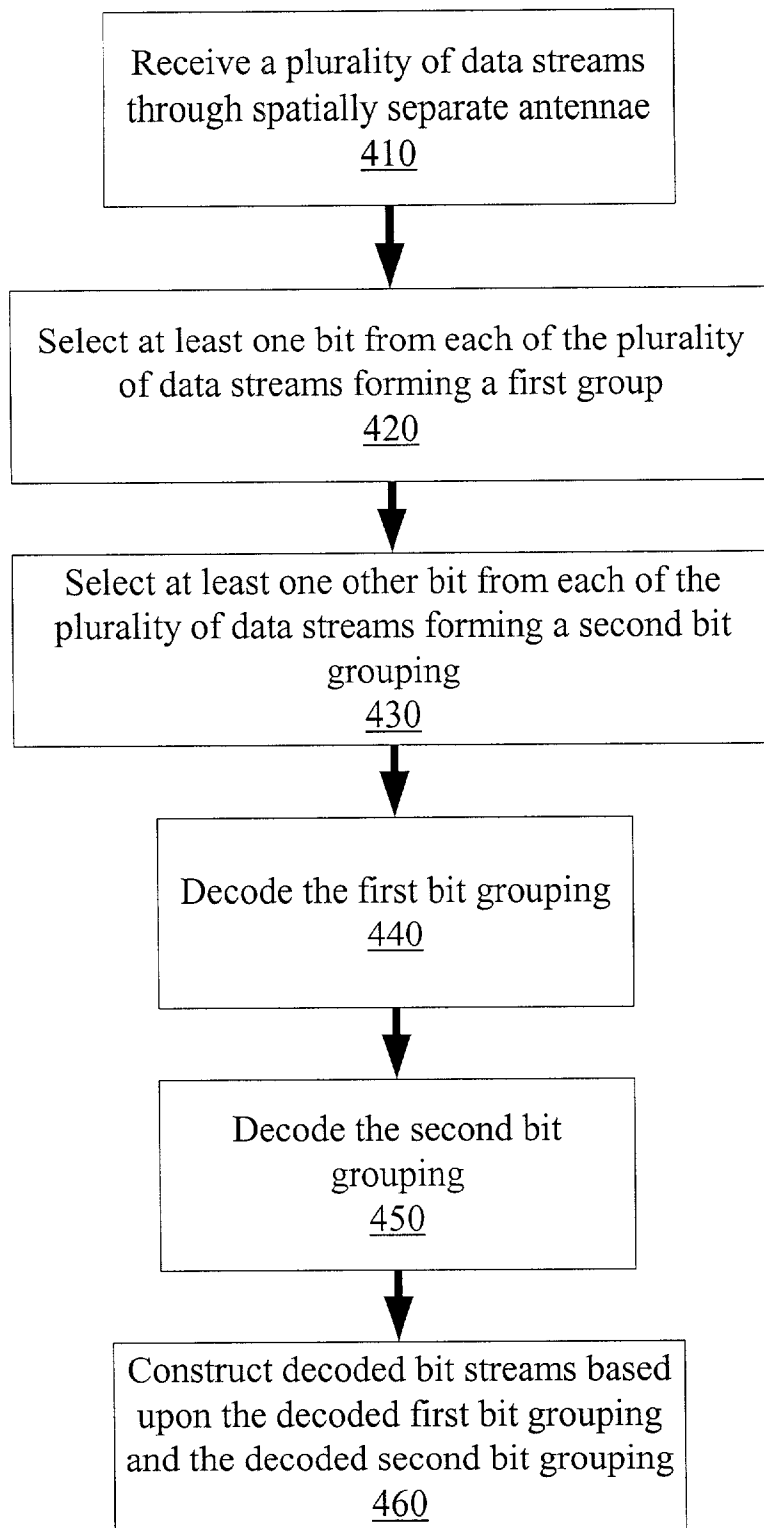 Receive a plurality of data streams
through spatially separate antennae
410
Select at least one bit from each of the plurality
of data streams forming a first group
420
Select at least one other bit from each of the
plurality of data streams forming a second bit
grouping
430
Decode the first bit grouping
440
Decode the second bit
grouping
450
Construct decoded bit streams based
upon the decoded first bit grouping
and the decoded second bit grouping
460